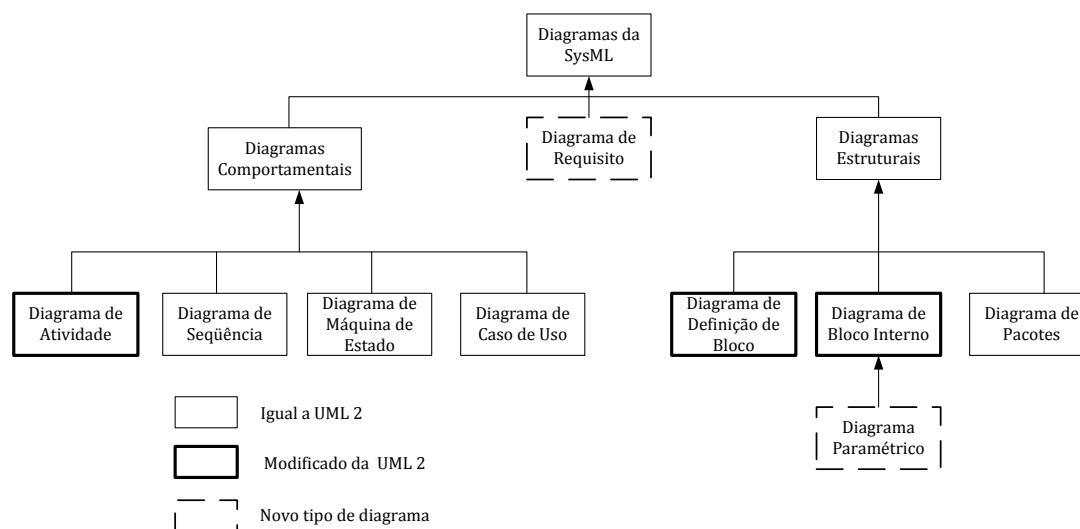 Diagramas da
SysML
Diagramas
Comportamentais
Diagrama de
Requisito
Diagramas
Estruturais
Diagrama de
Atividade
Diagrama de
Seqüência
Diagrama de
Máquina de
Estado
Diagrama de
Caso de Uso
Diagrama de
Definição de
Bloco
Diagrama de
Bloco Interno
Diagrama de
Pacotes
Diagrama
Paramétrico
Igual a UML 2
Modificado da UML 2
Novo tipo de diagrama